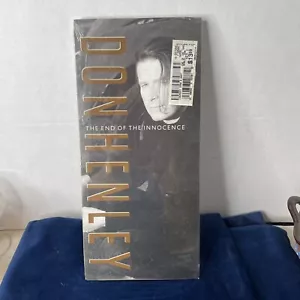 DON HENLEY
THE END OF THE INNOCENCE